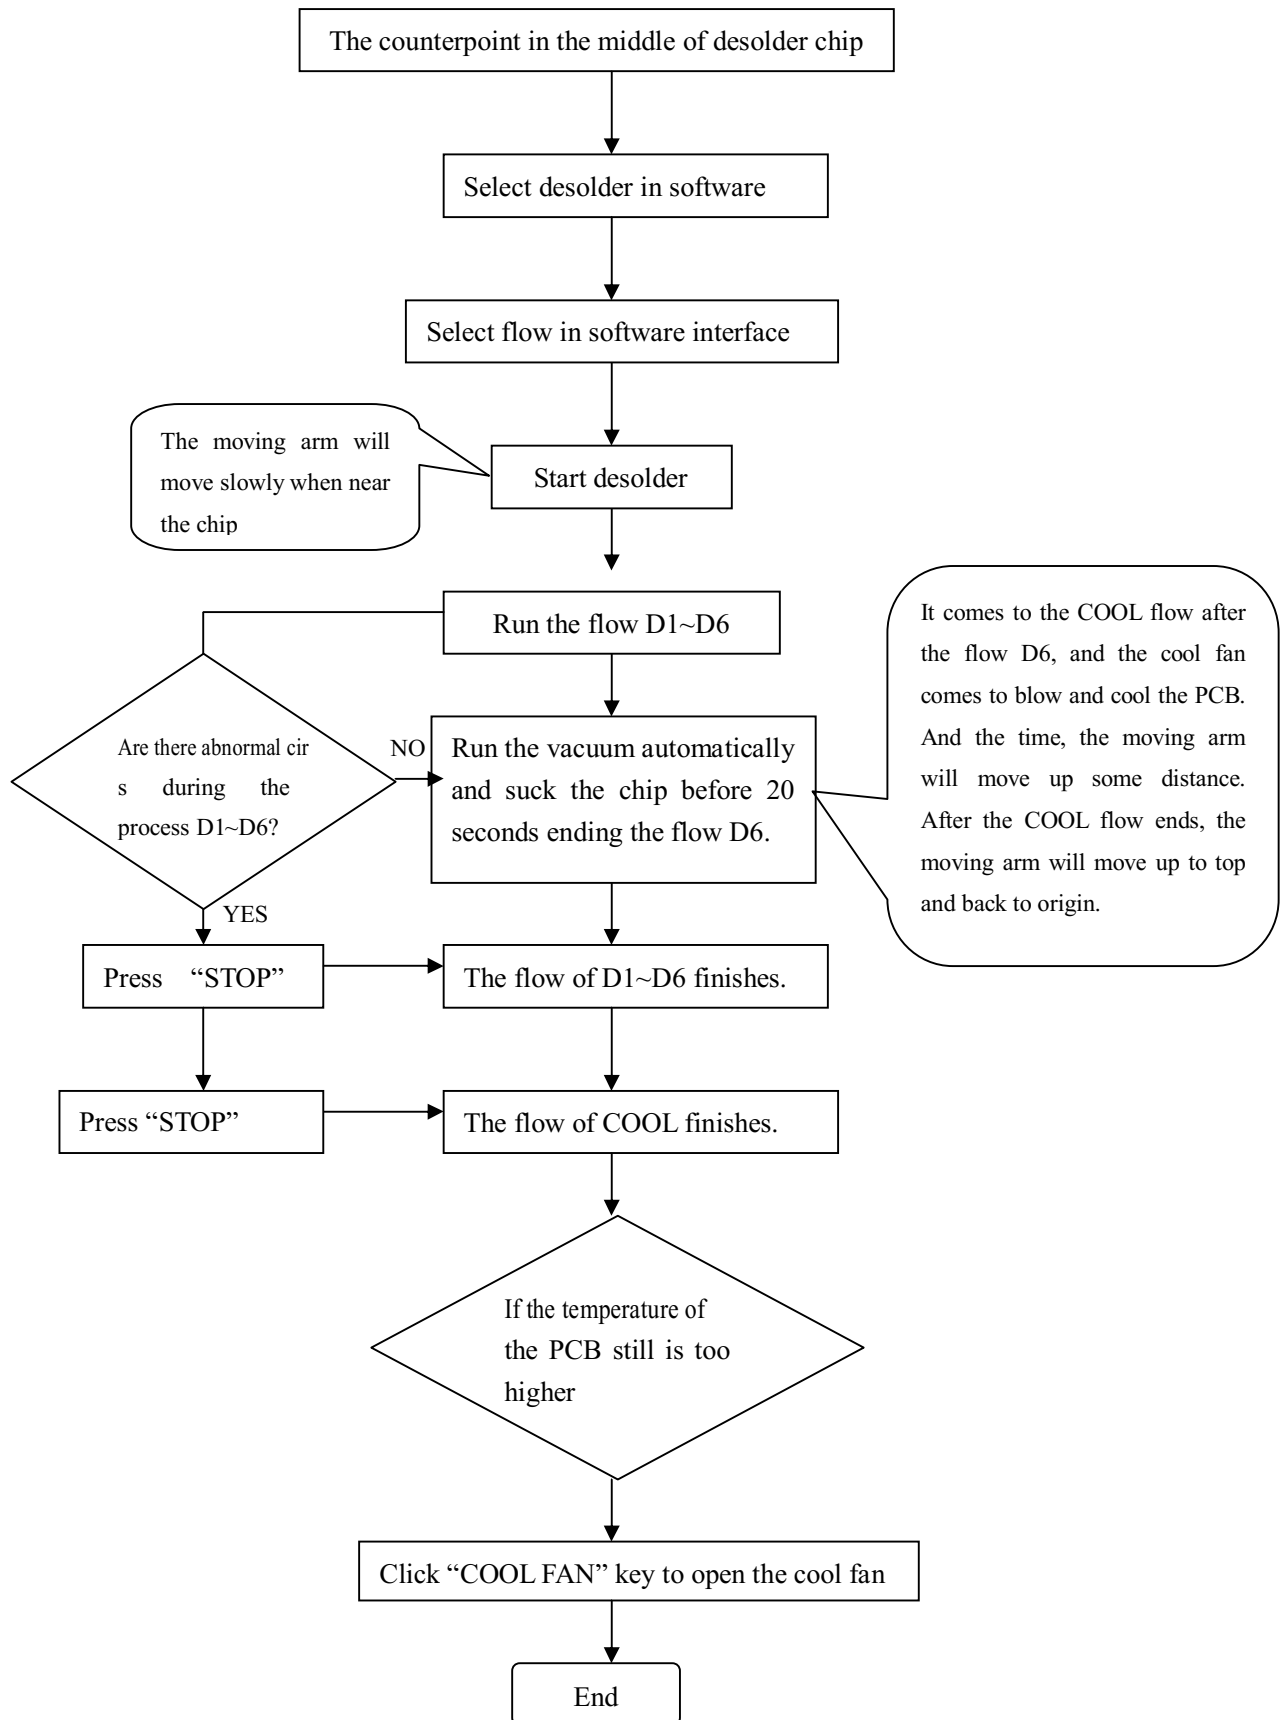 The counterpoint in the middle of desolder chip
Select desolder in software
Select flow in software interface
The moving arm will
move slowly when near
the chip
Start desolder
Run the flow D1~D6
It comes to the COOL flow after
the flow D6, and the cool fan
comes to blow and cool the PCB.
And the time, the moving arm
will move up some distance.
After the COOL flow ends, the
moving arm will move up to top
and back to origin.
Are there abnormal cir
s during the
process D1~D6?
NO
Run the vacuum automatically
and suck the chip before 20
seconds ending the flow D6.
YES
Press “STOP”
The flow of D1~D6 finishes.
Press “STOP”
The flow of COOL finishes.
If the temperature of
the PCB still is too
higher
Click “COOL FAN” key to open the cool fan
End